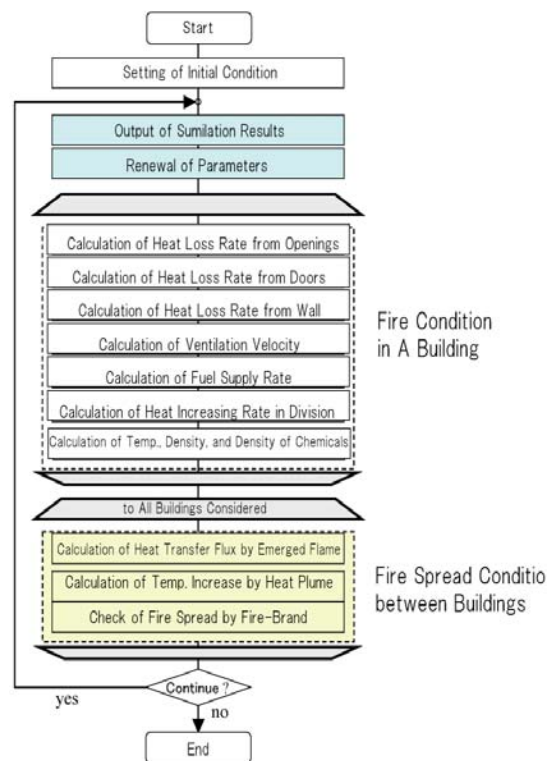 Start
Setting of Initial Condition
Output of Sumilation Results
Renewal of Parameters
Calculation of Heat Loss Rate from Openings
Calculation of Heat Loss Rate from Doors
Calculation of Heat Loss Rate from Wall
Calculation of Ventilation Velocity
Calculation of Fuel Supply Rate
Calculation of Heat Increasing Rate in Division
Calculation of Temp., Density, and Density of Chemicals
Fire Condition
in A Building
to All Buildings Considered
Calculation of Heat Transfer Flux by Emerged Flame
Calculation of Temp. Increase by Heat Plume
Check of Fire Spread by Fire-Brand
Fire Spread Conditio
between Buildings
Continue ?
yes
no
End